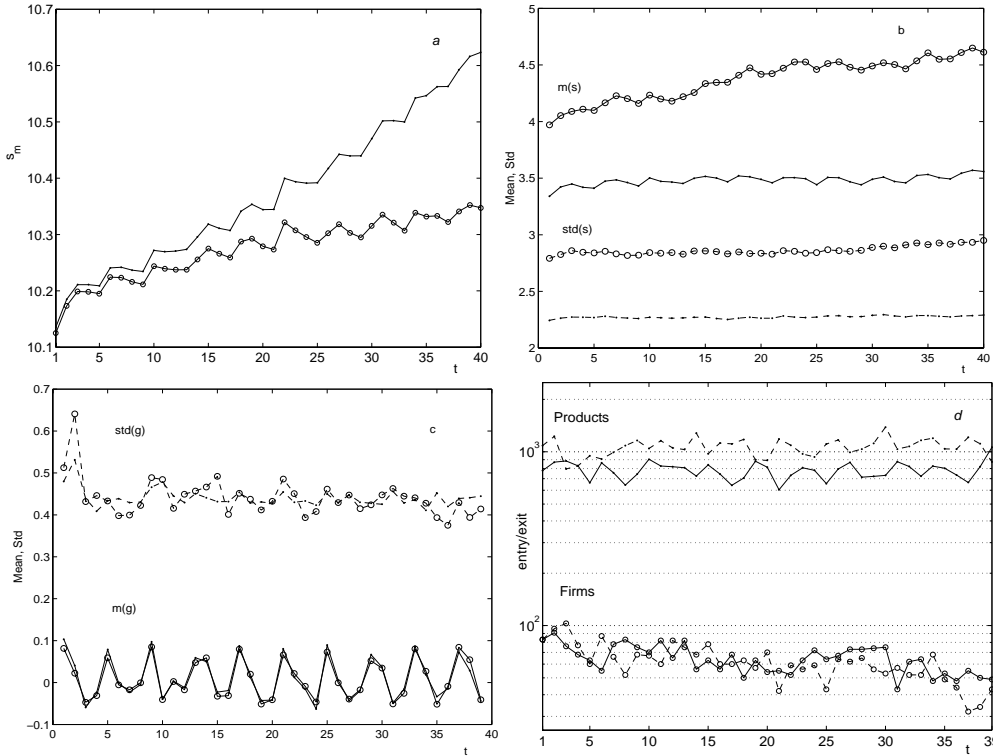 10.7
10.6
10.5
10.4
10.3
10.2
10.1
s_m
a
1 5 10 15 20 25 30 35 40
t
5
4.5
4
3.5
3
2.5
2
Mean, Std
b
m(s)
std(s)
0 5 10 15 20 25 30 35 40
t
0.7
0.6
0.5
0.4
0.3
0.2
0.1
0
−0.1
Mean, Std
std(g)
c
m(g)
0 5 10 15 20 25 30 35 40
t
Products
d
10^3
entry/exit
Firms
10^2
1 5 10 15 20 25 30 35 39
t